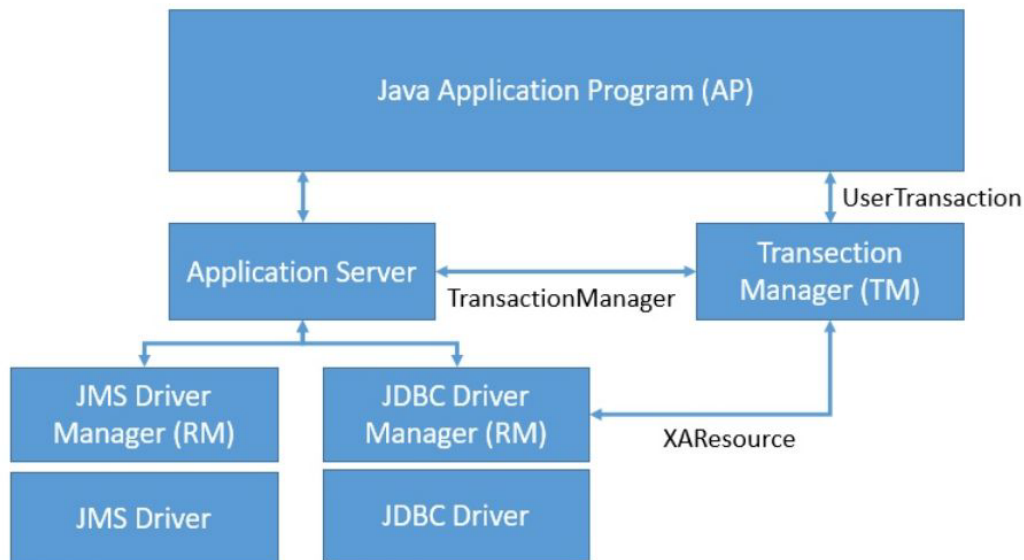 Java Application Program (AP)
UserTransaction
Application Server
Transection
Manager (TM)
TransactionManager
JMS Driver
Manager (RM)
JDBC Driver
Manager (RM)
XAResource
JMS Driver
JDBC Driver